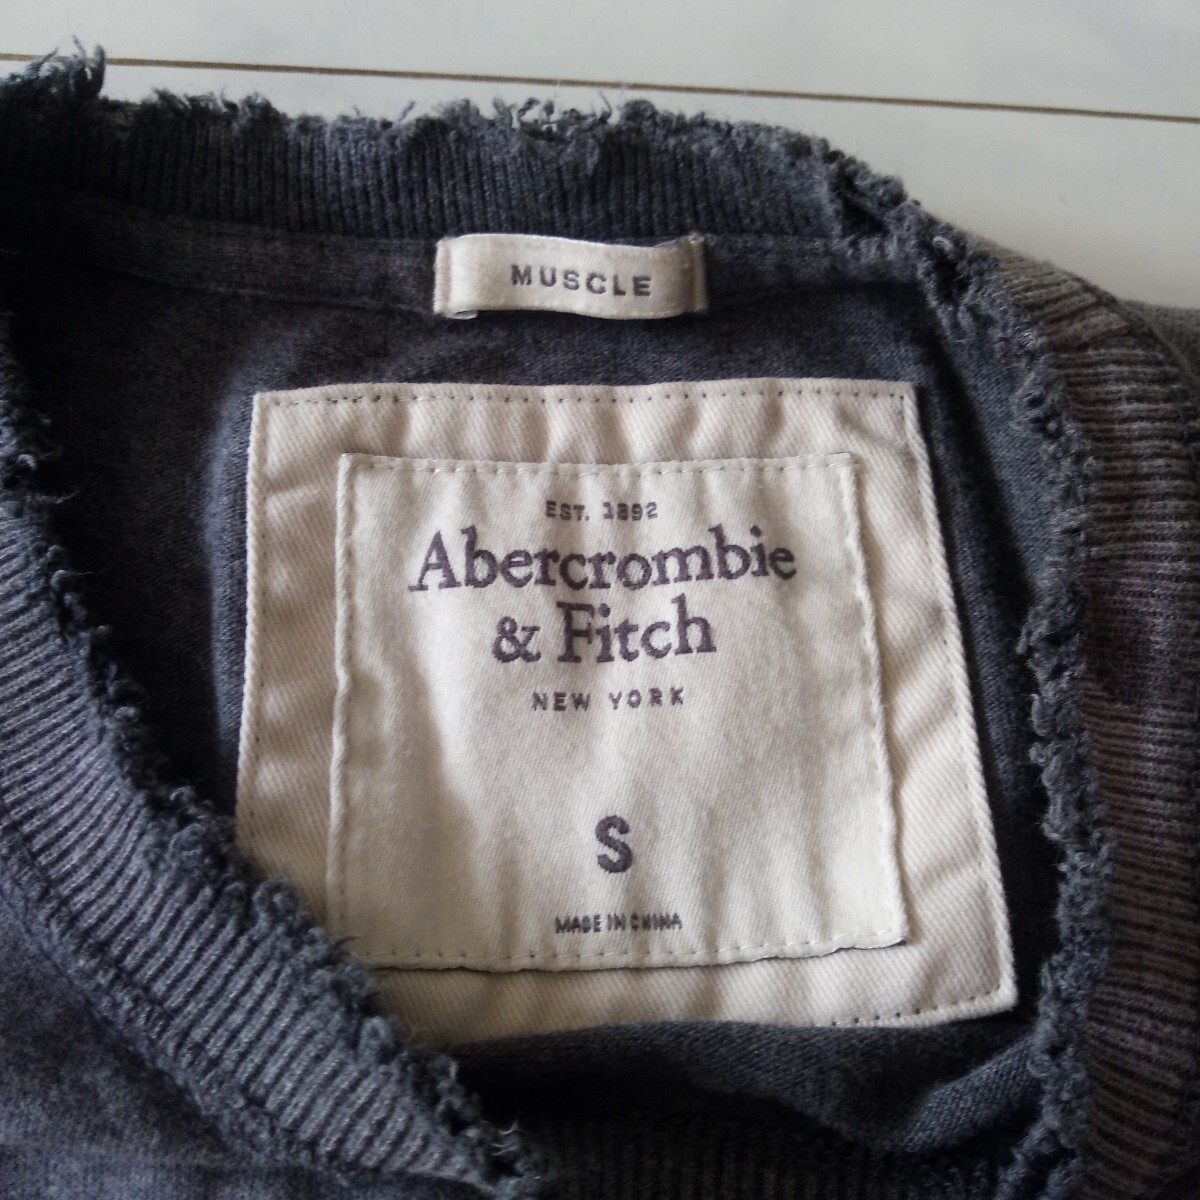 MUSCLE
EST. 1892
Abercrombie
& Fitch
NEW YORK
S
MADE IN CHINA